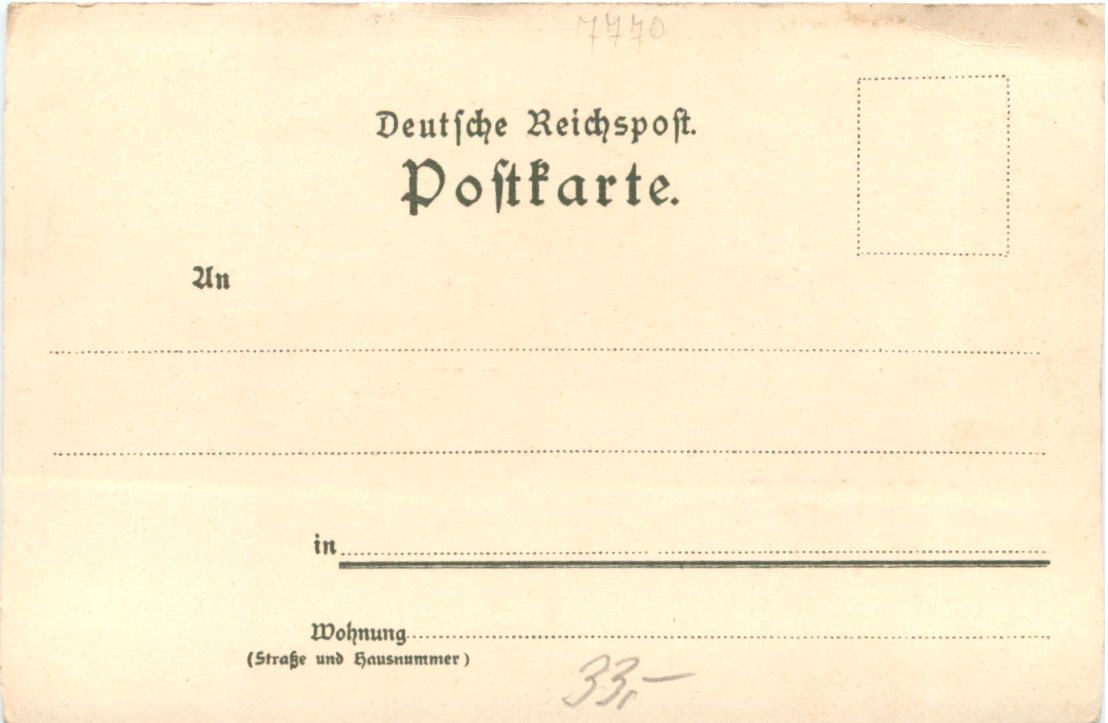 7770
Deutsche Reichspost.
Postkarte.
An
in
Wohnung
(Straße und Hausnummer)
33,-